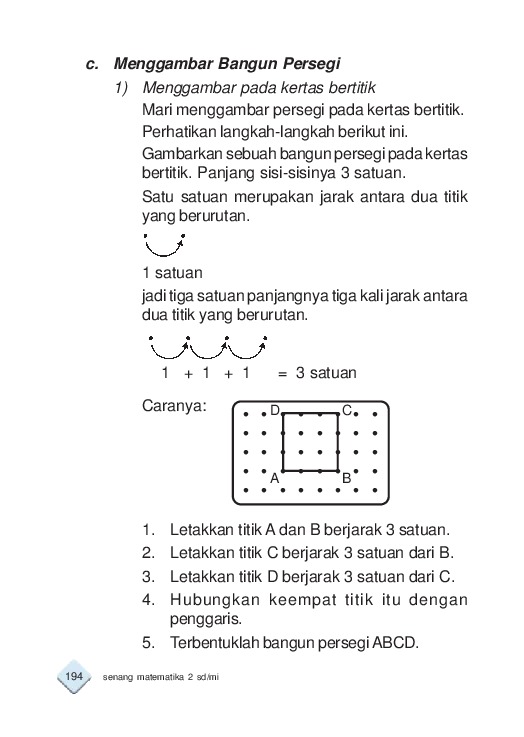 c. Menggambar Bangun Persegi
1) Menggambar pada kertas bertitik
Mari menggambar persegi pada kertas bertitik.
Perhatikan langkah-langkah berikut ini.
Gambarkan sebuah bangun persegi pada kertas
bertitik. Panjang sisi-sisinya 3 satuan.
Satu satuan merupakan jarak antara dua titik
yang berurutan.
1 satuan
jadi tiga satuan panjangnya tiga kali jarak antara
dua titik yang berurutan.
1 + 1 + 1 = 3 satuan
Caranya:
D C
A B
1. Letakkan titik A dan B berjarak 3 satuan.
2. Letakkan titik C berjarak 3 satuan dari B.
3. Letakkan titik D berjarak 3 satuan dari C.
4. Hubungkan keempat titik itu dengan
penggaris.
5. Terbentuklah bangun persegi ABCD.
194 senang matematika 2 sd/mi